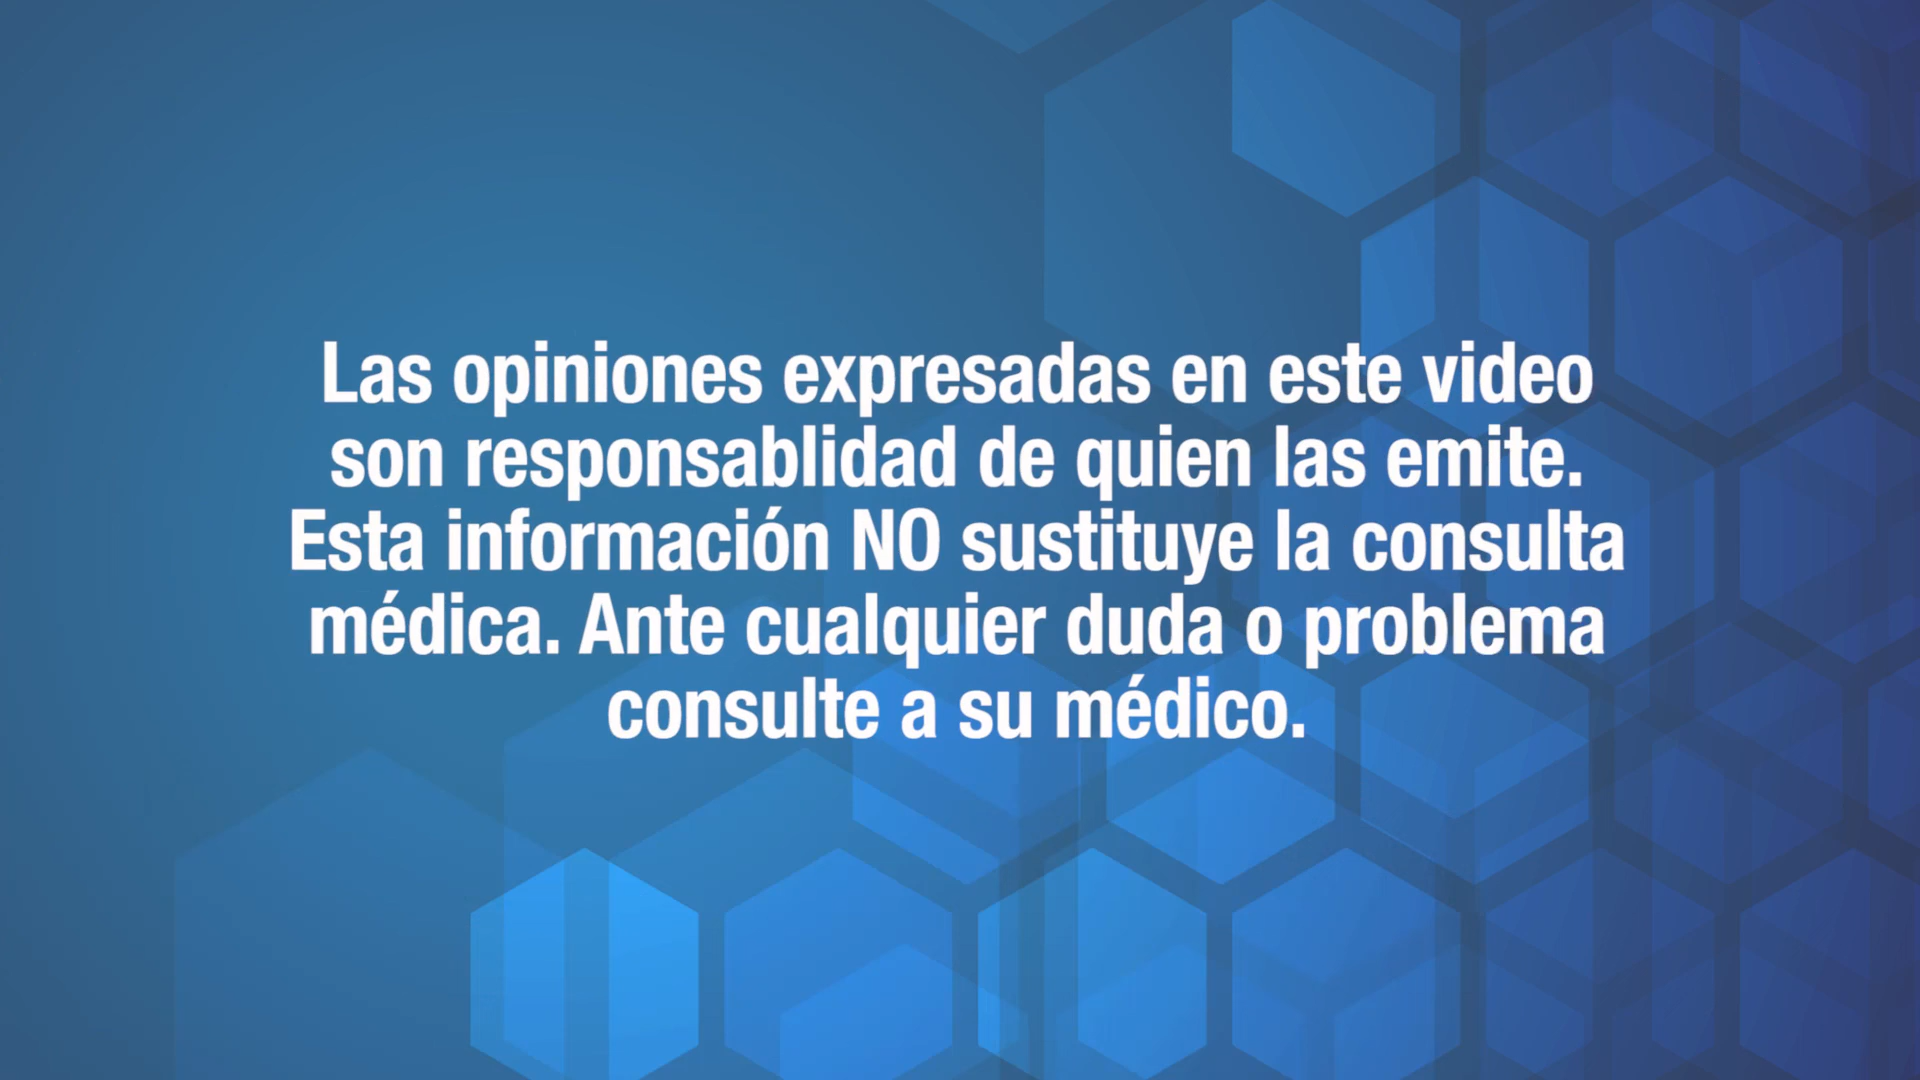 Las opiniones expresadas en este video
son responsablidad de quien las emite.
Esta información NO sustituye la consulta
médica. Ante cualquier duda o problema
consulte a su médico.